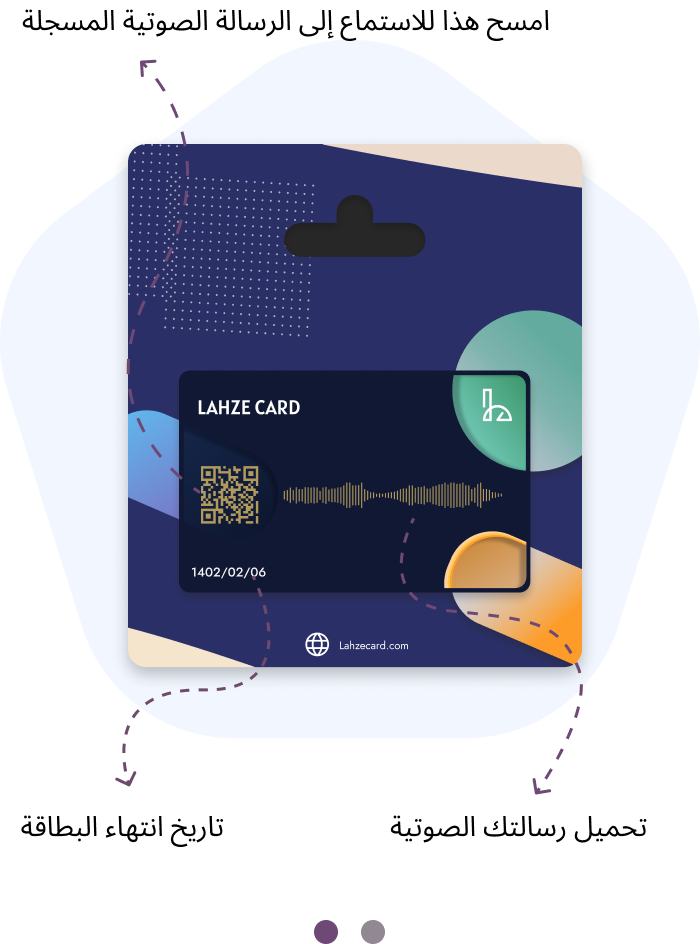 امسح هذا للاستماع إلى الرسالة الصوتية المسجلة
LAHZE CARD
1402/02/06
Lahzecard.com
تاريخ انتهاء البطاقة
تحميل رسالتك الصوتية